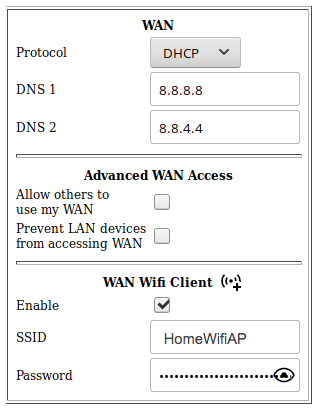 WAN
Protocol DHCP
DNS 1 8.8.8.8
DNS 2 8.8.4.4
Advanced WAN Access
Allow others to
use my WAN
Prevent LAN devices
from accessing WAN
WAN Wifi Client
Enable
SSID HomeWifiAP
Password ••••••••••••••••••••••••